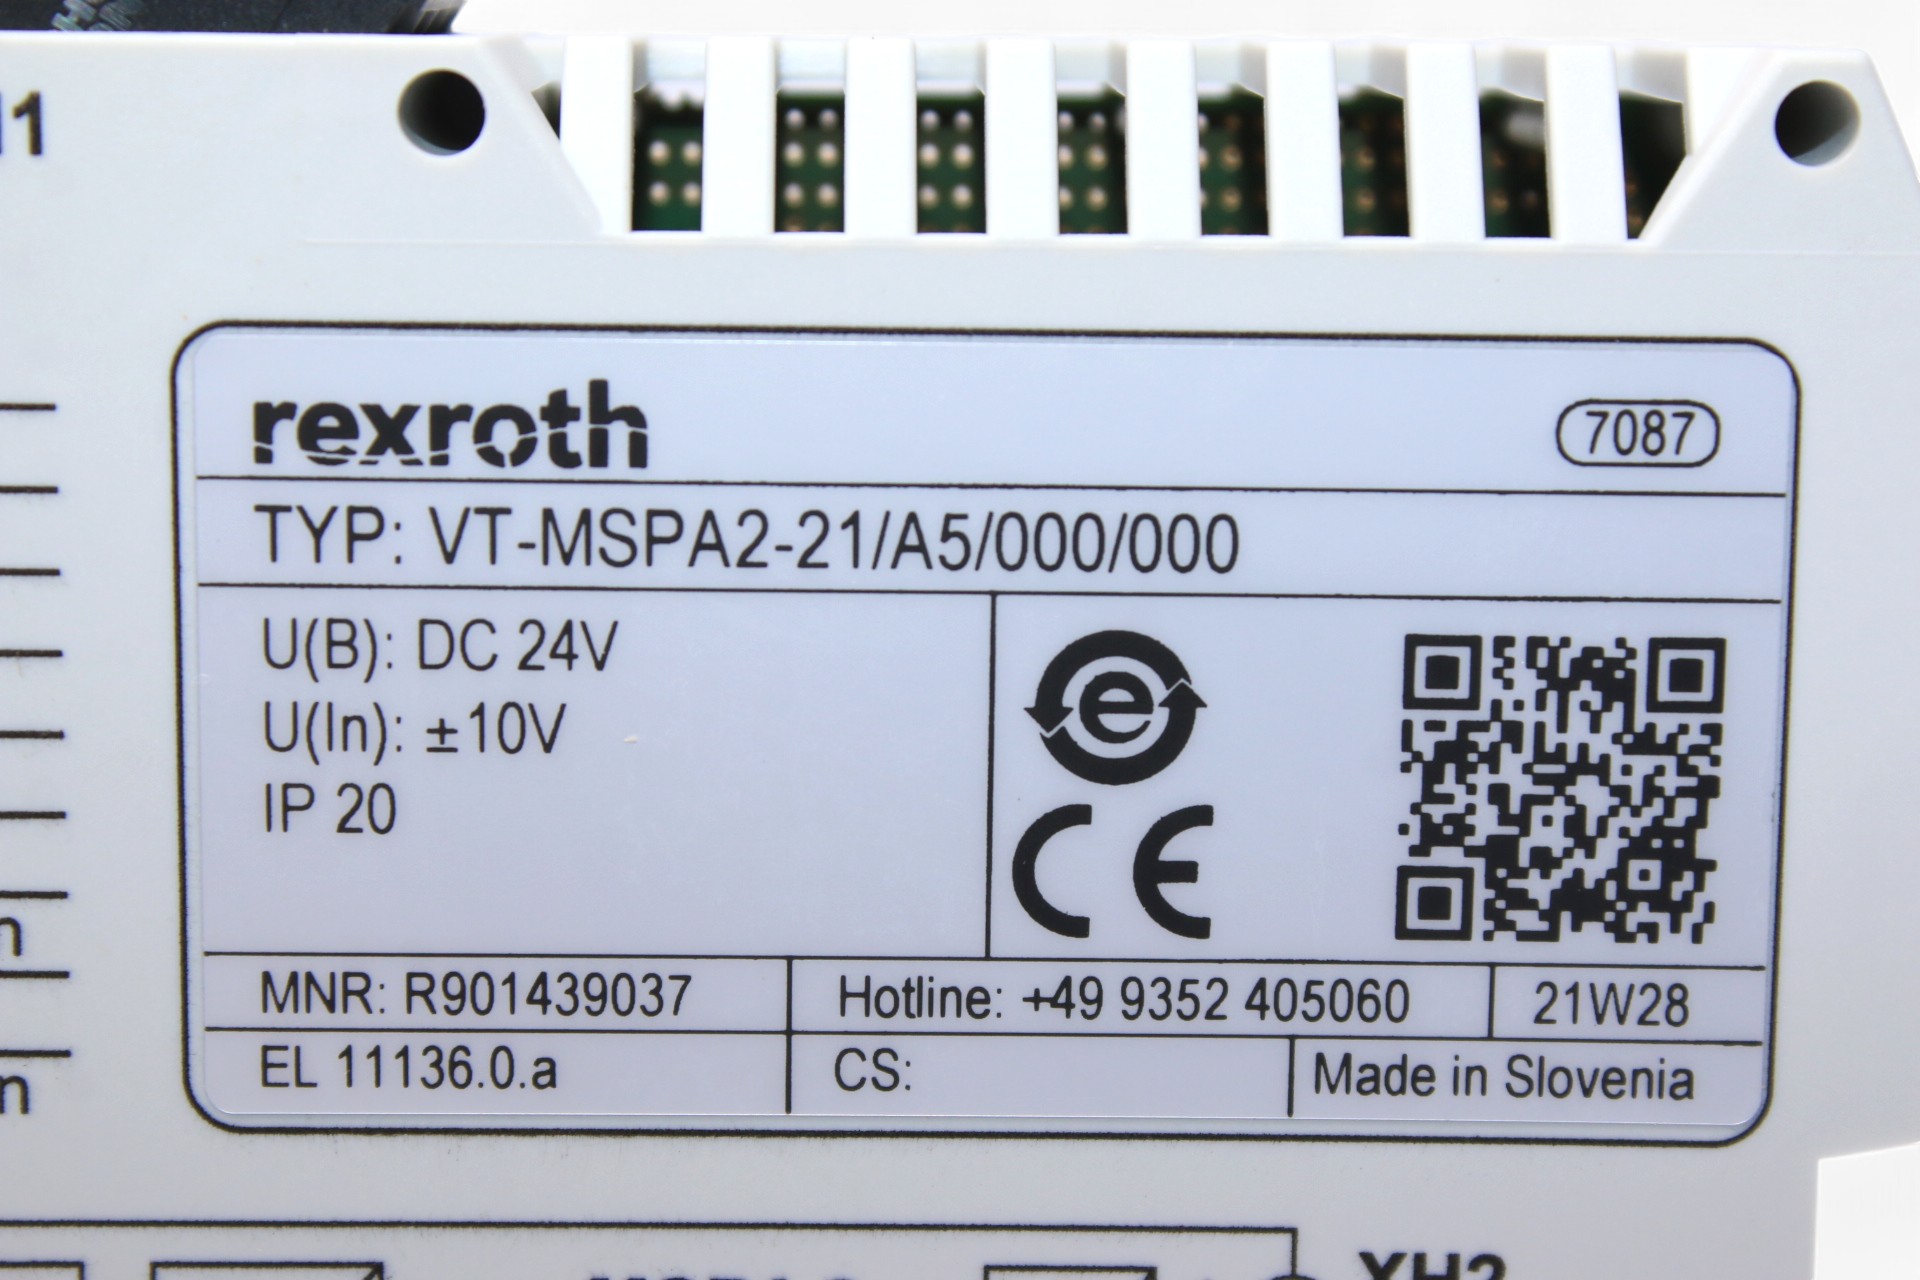 rexroth
7087
TYP: VT-MSPA2-21/A5/000/000
U(B): DC 24V
U(In): ±10V
IP 20
e
CE
MNR: R901439037
Hotline: +49 9352 405060
21W28
EL 11136.0.a
CS:
Made in Slovenia
XH2